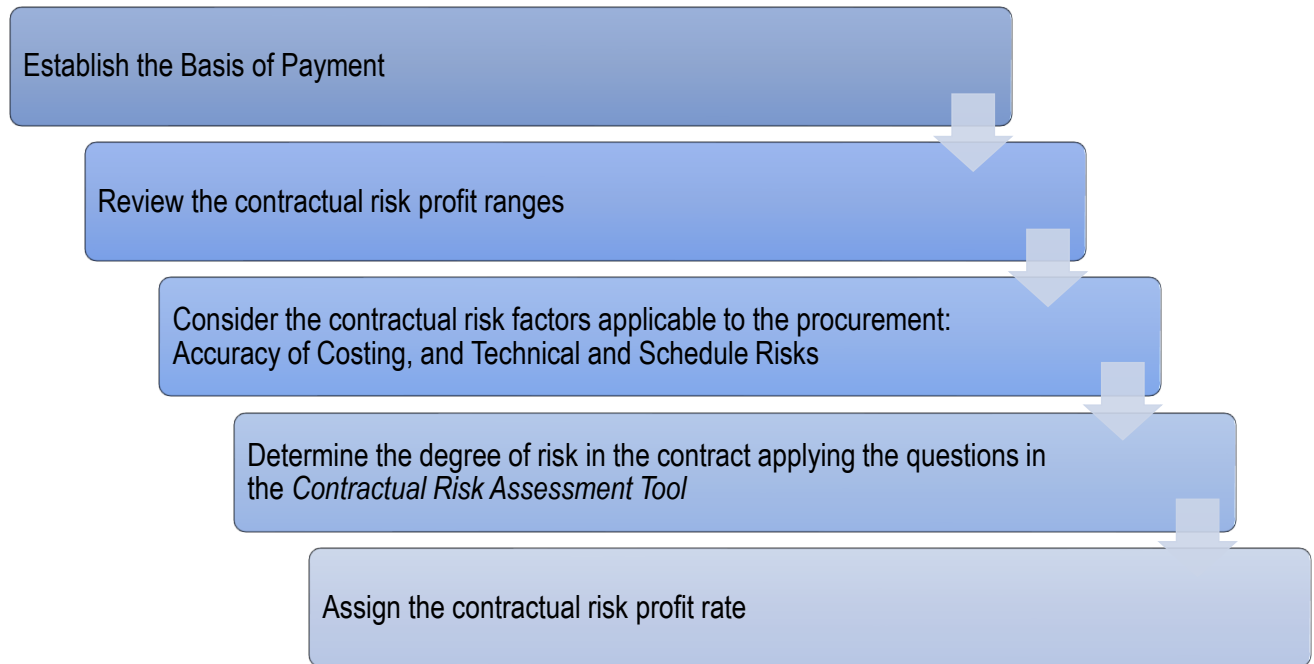 Establish the Basis of Payment
Review the contractual risk profit ranges
Consider the contractual risk factors applicable to the procurement:
Accuracy of Costing, and Technical and Schedule Risks
Determine the degree of risk in the contract applying the questions in
the Contractual Risk Assessment Tool
Assign the contractual risk profit rate